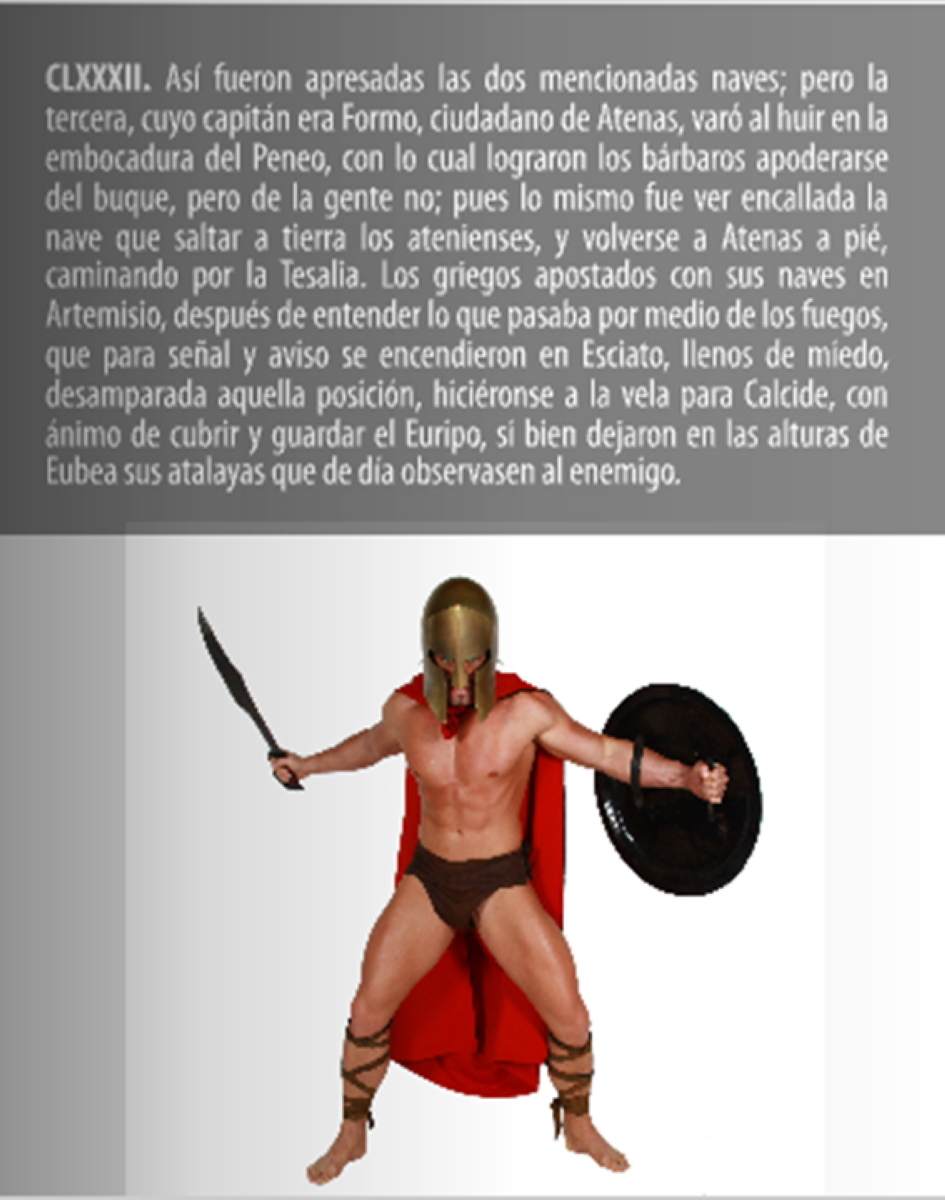 CLXXXII. Así fueron apresadas las dos mencionadas naves; pero la
tercera, cuyo capitán era Formo, ciudadano de Atenas, varó al huir en la
embocadura del Peneo, con lo cual lograron los bárbaros apoderarse
del buque, pero de la gente no; pues lo mismo fue ver encallada la
nave que saltar a tierra los atenienses, y volverse a Atenas a pié,
caminando por la Tesalia. Los griegos apostados con sus naves en
Artemisio, después de entender lo que pasaba por medio de los fuegos,
que para señal y aviso se encendieron en Esciato, llenos de miedo,
desamparada aquella posición, hiciéronse a la vela para Calcide, con
ánimo de cubrir y guardar el Euripo, si bien dejaron en las alturas de
Eubea sus atalayas que de día observasen al enemigo.